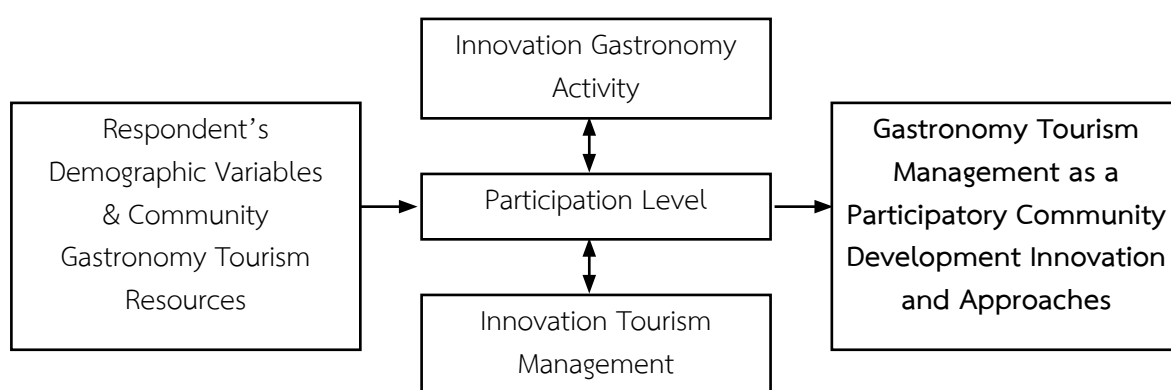 Innovation Gastronomy
Activity
Respondent's
Demographic Variables
& Community
Gastronomy Tourism
Resources
Participation Level
Innovation Tourism
Management
Gastronomy Tourism
Management as a
Participatory Community
Development Innovation
and Approaches